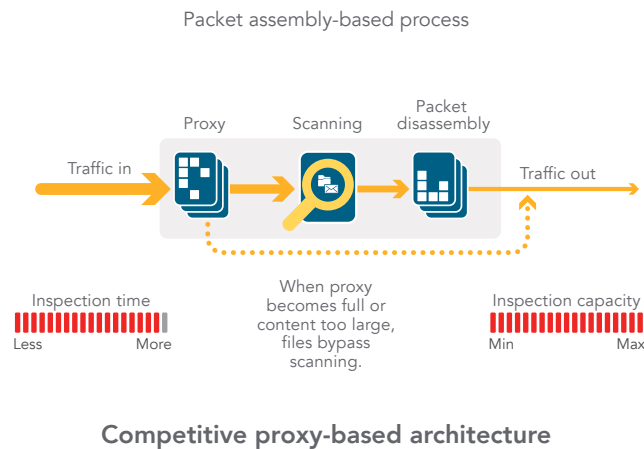 Packet assembly-based process
Proxy
Scanning
Packet
disassembly
Traffic in
Traffic out
When proxy
becomes full or
content too large,
files bypass
scanning.
Inspection time
Less
More
Inspection capacity
Min
Max
Competitive proxy-based architecture